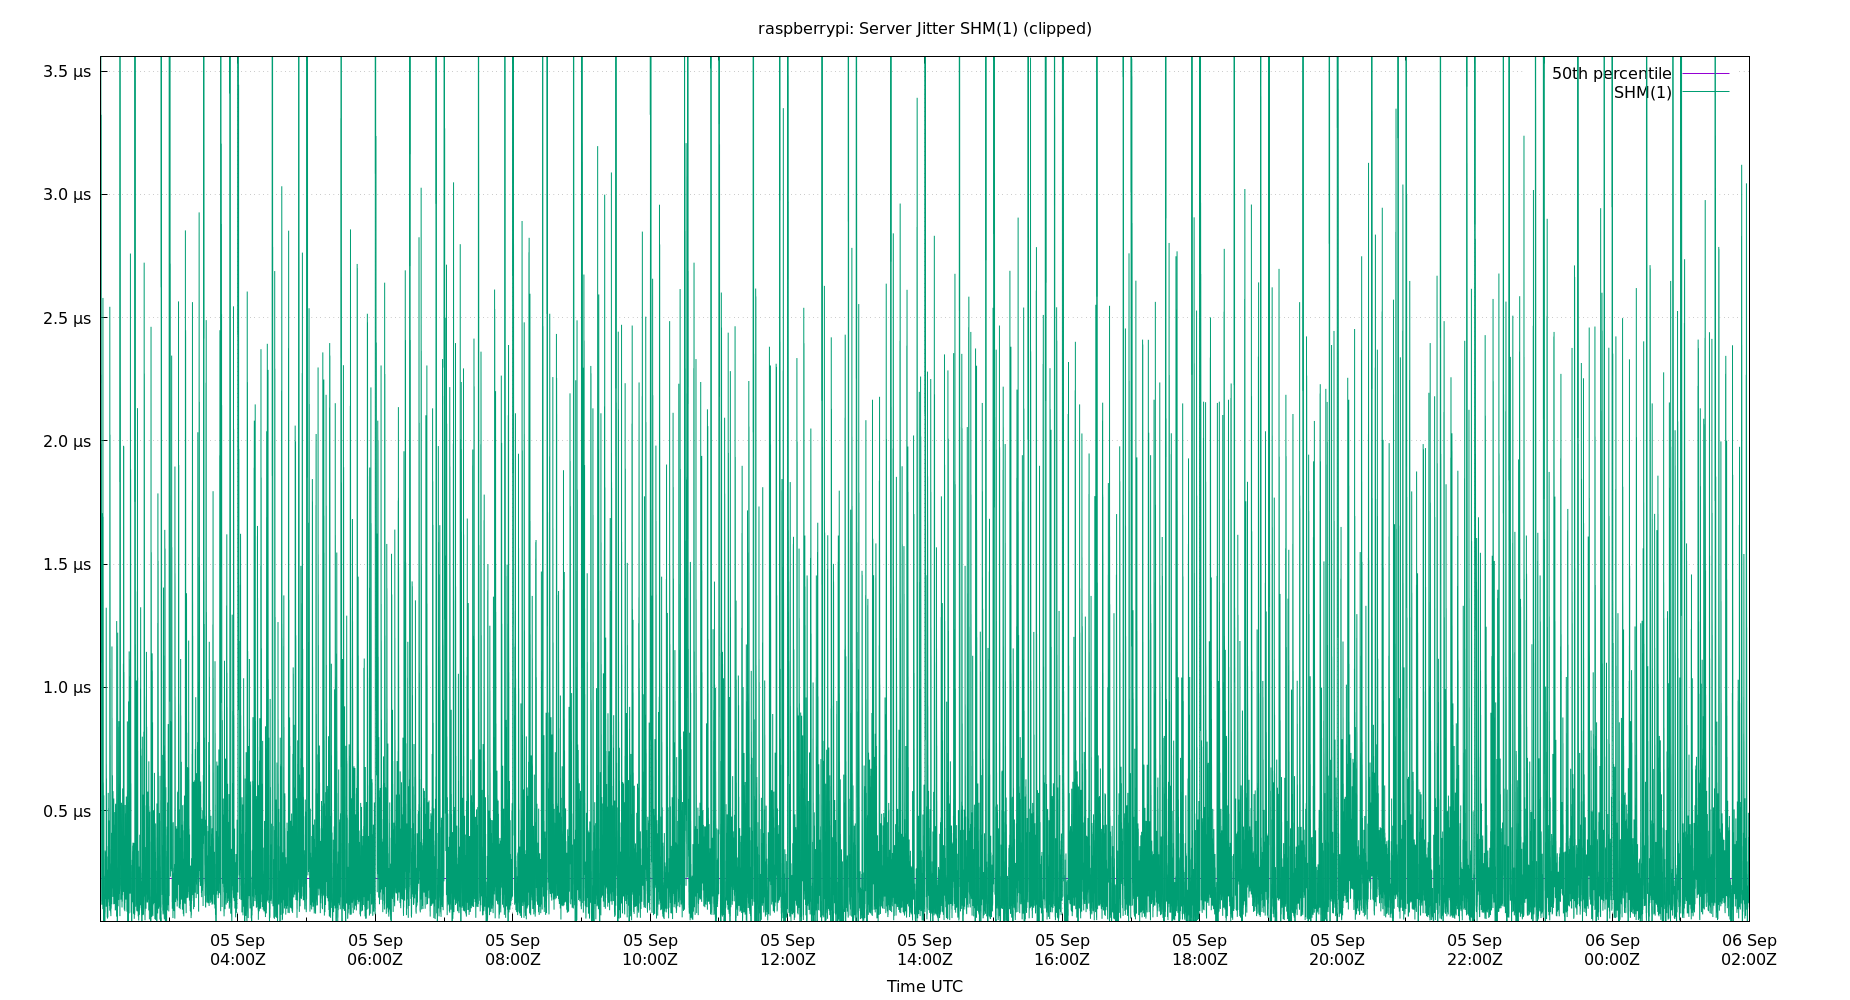 raspberrypi: Server Jitter SHM(1) (clipped)
3.5 µs
3.0 µs
2.5 µs
2.0 µs
1.5 µs
1.0 µs
0.5 µs
50th percentile
SHM(1)
05 Sep 05 Sep 05 Sep 05 Sep 05 Sep 05 Sep 05 Sep 05 Sep 05 Sep 05 Sep 06 Sep 06 Sep
04:00Z 06:00Z 08:00Z 10:00Z 12:00Z 14:00Z 16:00Z 18:00Z 20:00Z 22:00Z 00:00Z 02:00Z
Time UTC